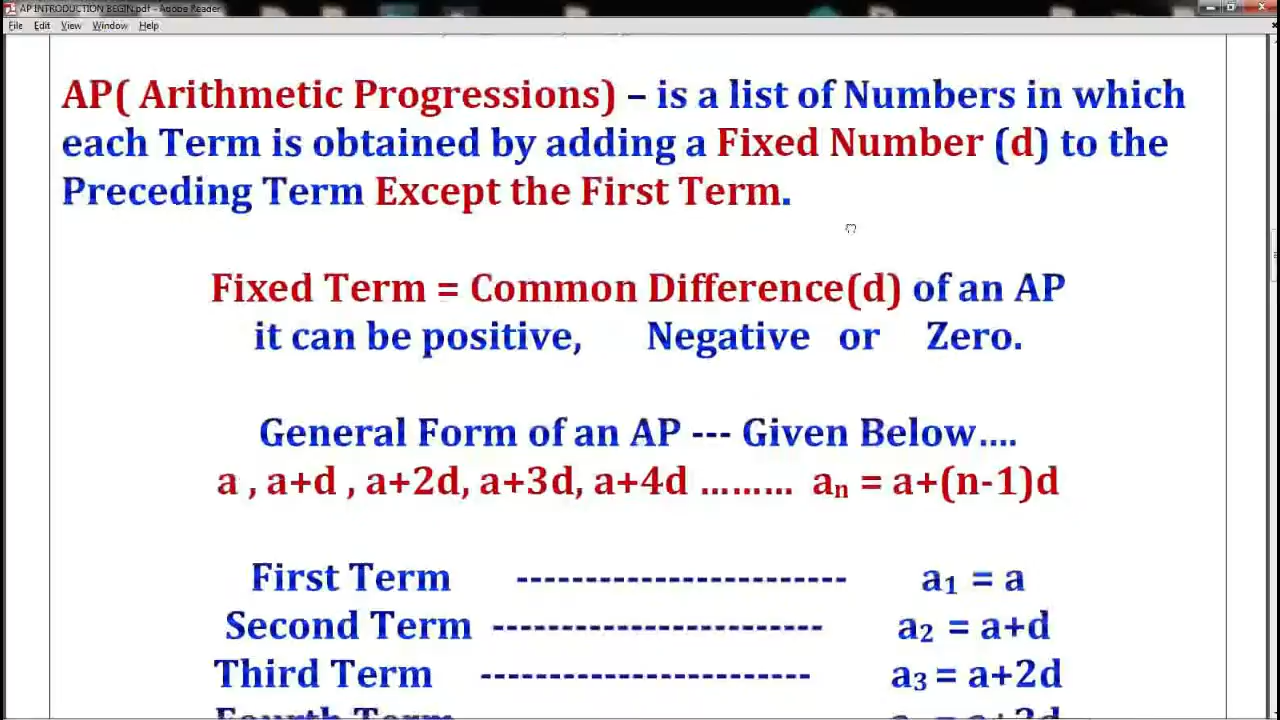 AP INTRODUCTION BEGIN.pdf - Adobe Reader
File Edit View Window Help
AP( Arithmetic Progressions) – is a list of Numbers in which
each Term is obtained by adding a Fixed Number (d) to the
Preceding Term Except the First Term.
Fixed Term = Common Difference(d) of an AP
it can be positive, Negative or Zero.
General Form of an AP --- Given Below....
a , a+d , a+2d, a+3d, a+4d ......... aₙ = a+(n-1)d
First Term ------------------------ a₁ = a
Second Term ------------------------ a₂ = a+d
Third Term ------------------------ a₃ = a+2d
Fourth Term